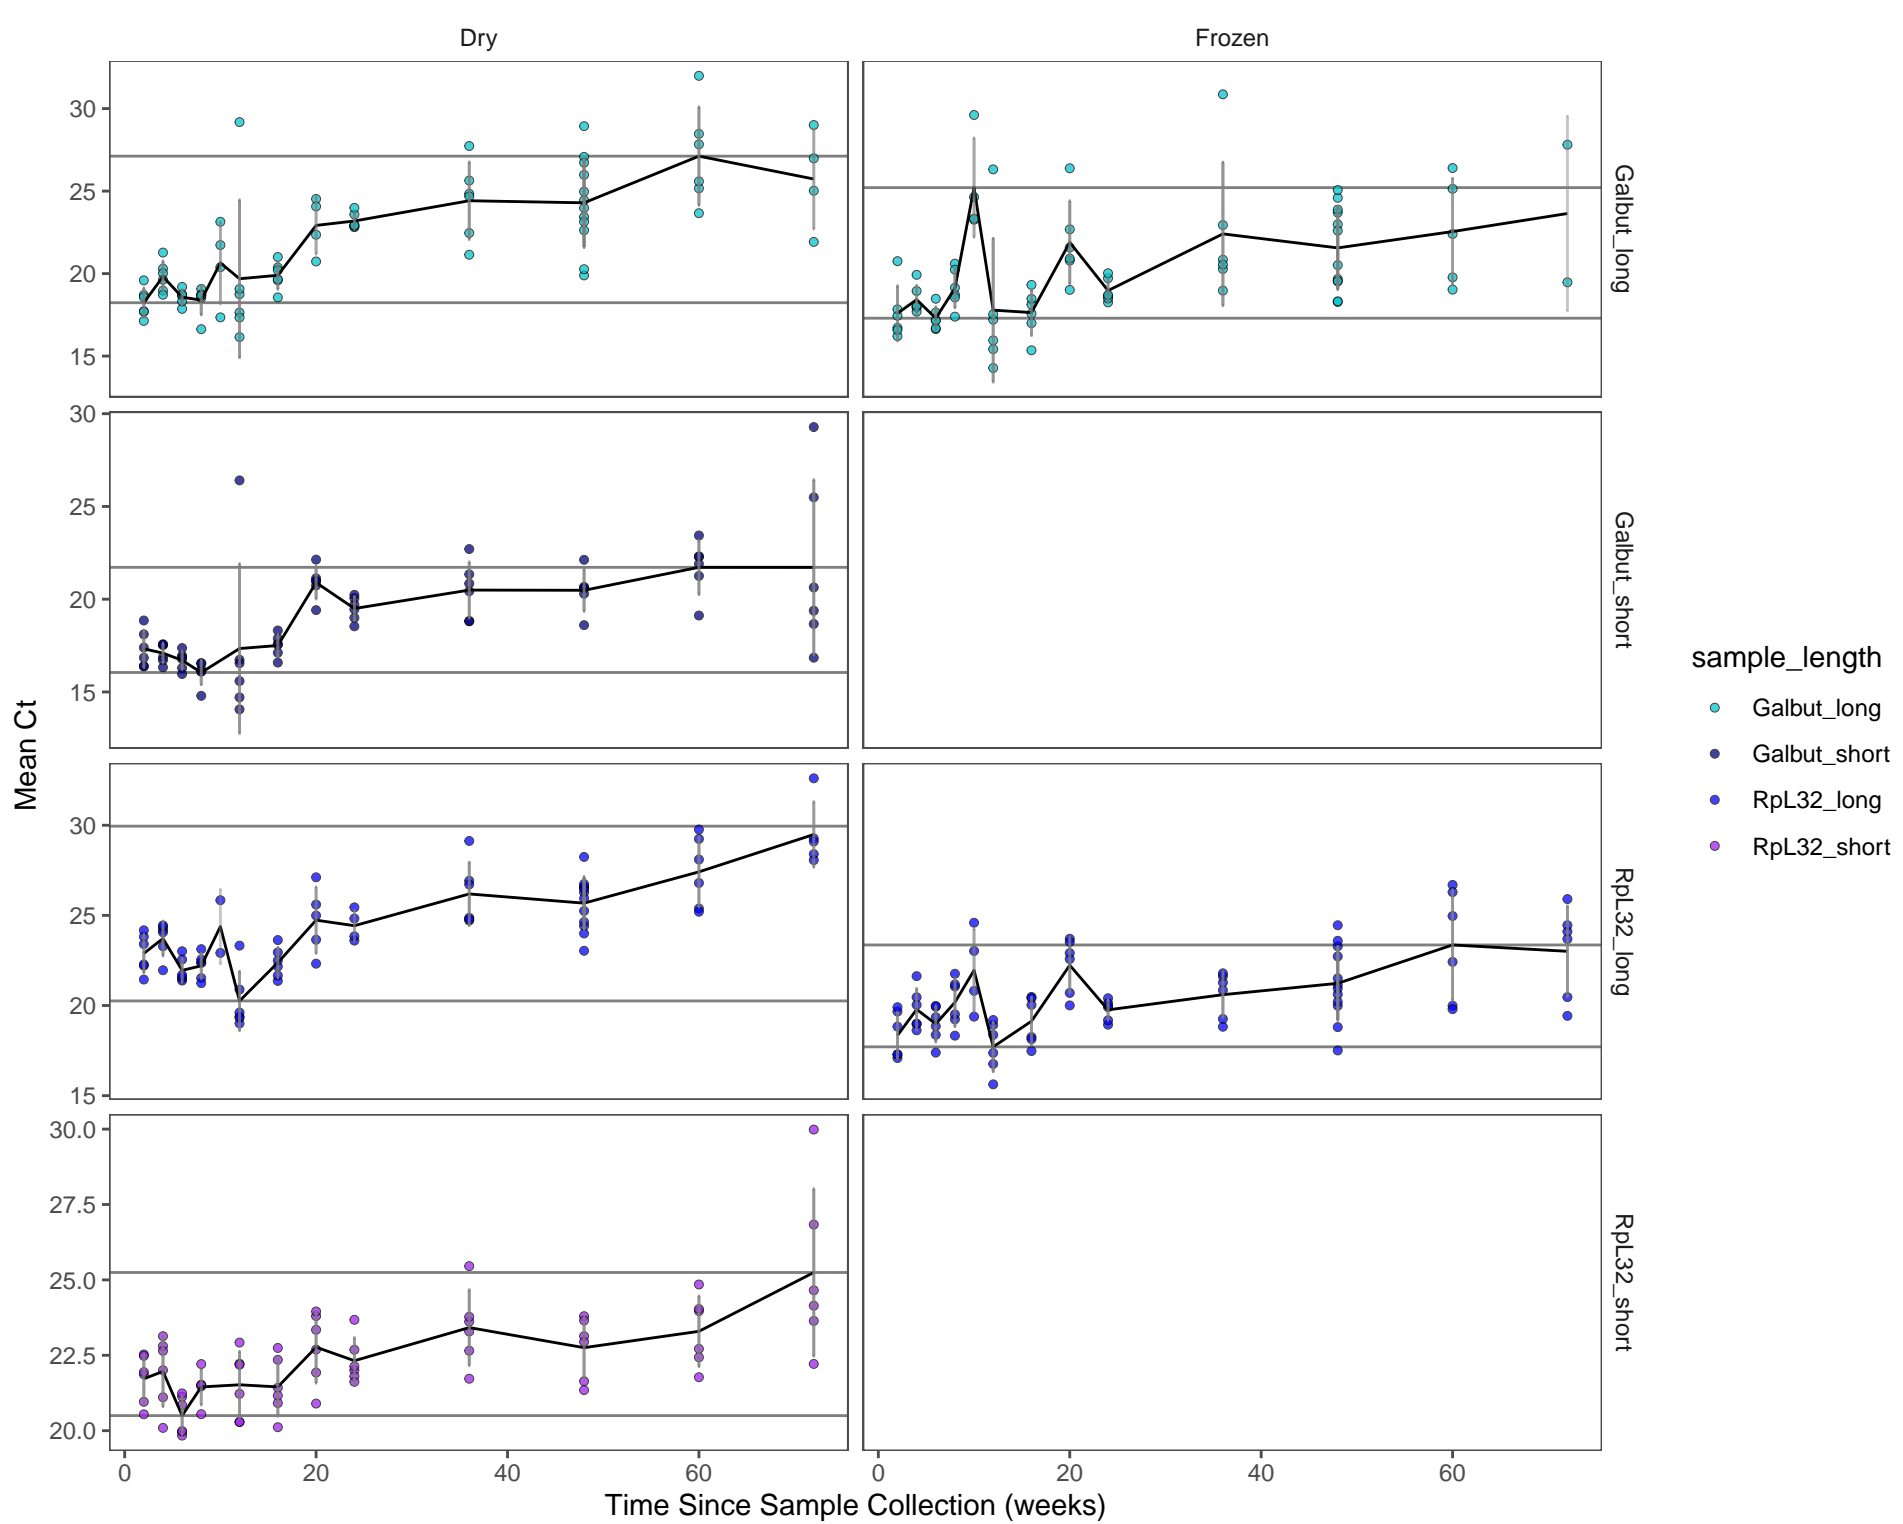 Dry
Frozen
30
25
20
15
Galbut_long
30
25
20
15
Galbut_short
30
25
20
15
RpL32_long
30.0
27.5
25.0
22.5
20.0
RpL32_short
0
20
40
60
0
20
40
60
Time Since Sample Collection (weeks)
Mean Ct
sample_length
Galbut_long
Galbut_short
RpL32_long
RpL32_short